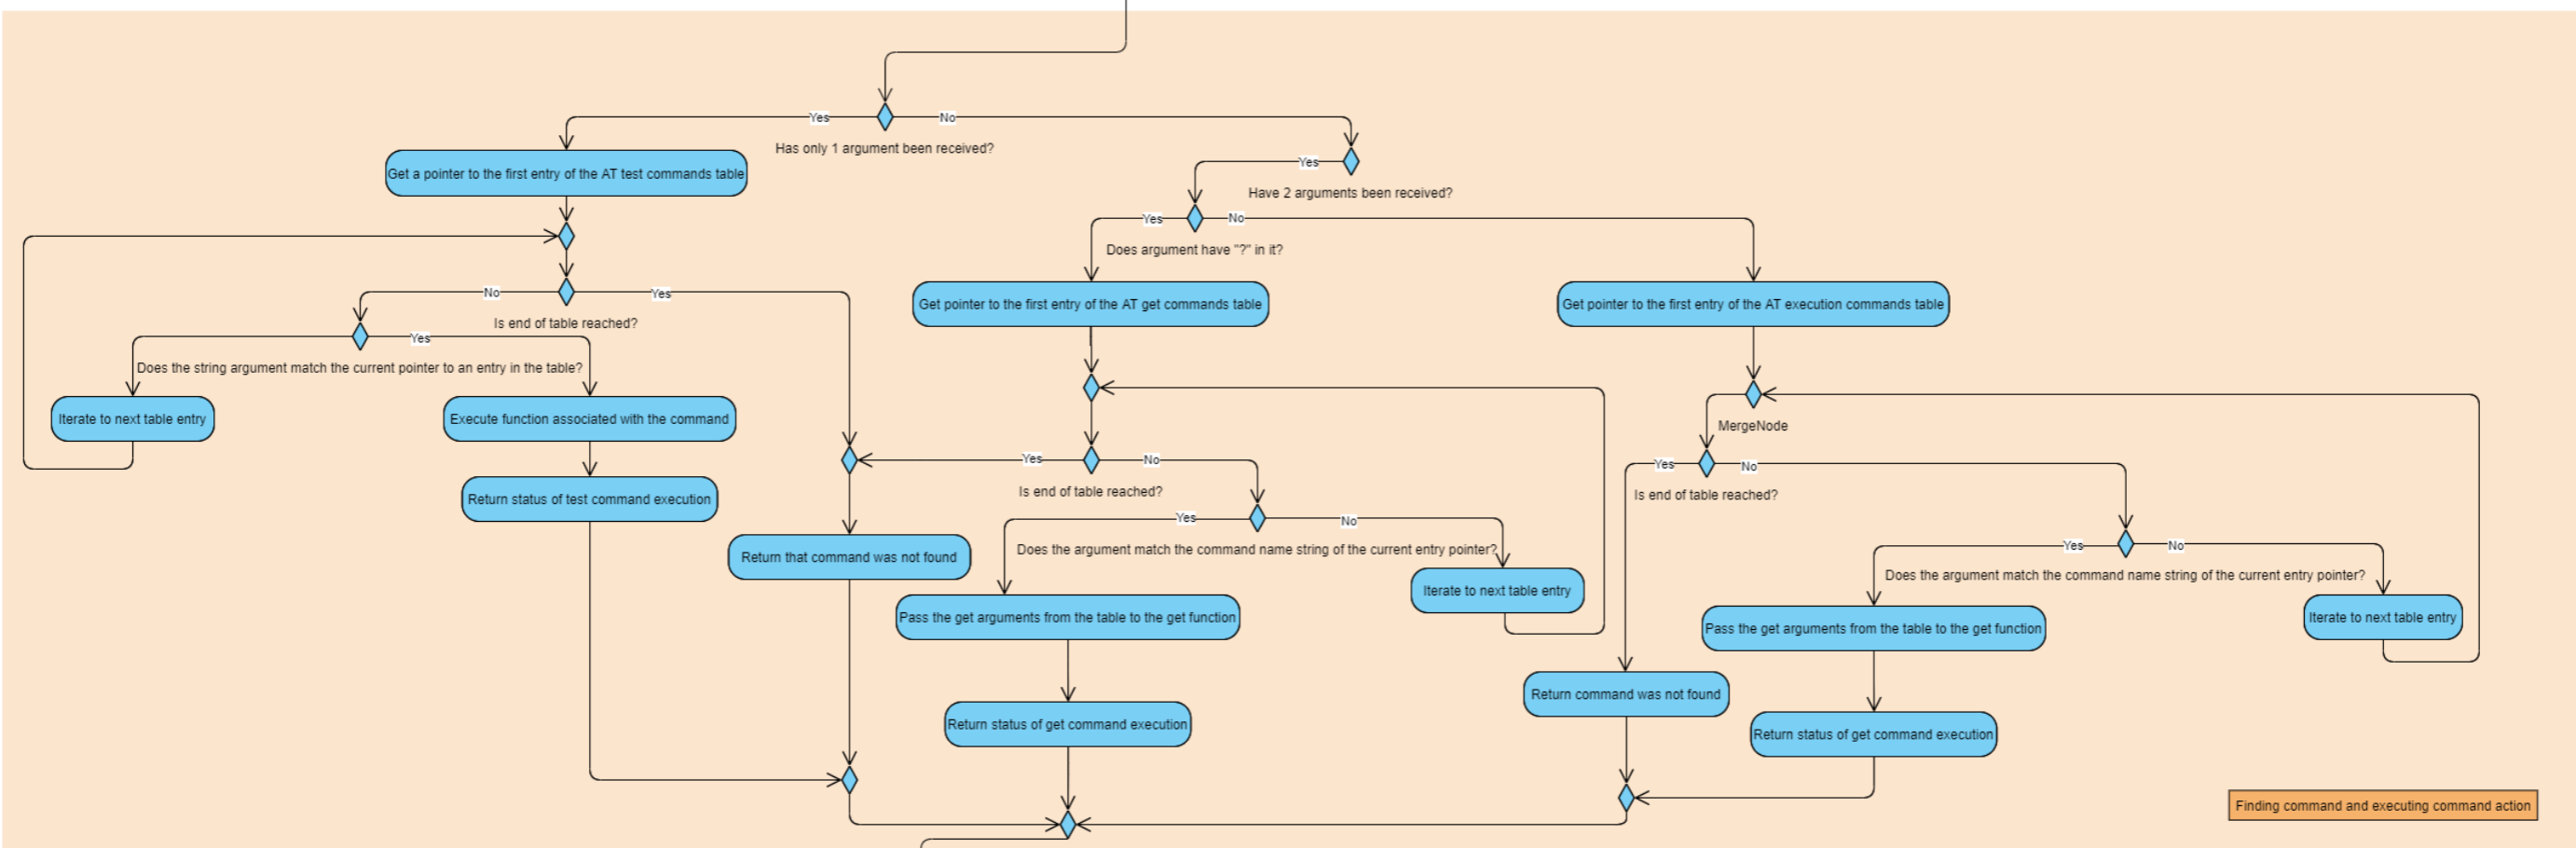 Yes
No
Has only 1 argument been received?
Get a pointer to the first entry of the AT test commands table
Yes
Have 2 arguments been received?
Yes
No
Does argument have "?" in it?
No
Yes
Is end of table reached?
Get pointer to the first entry of the AT get commands table
Get pointer to the first entry of the AT execution commands table
Yes
Does the string argument match the current pointer to an entry in the table?
Iterate to next table entry
Execute function associated with the command
MergeNode
Yes
No
Is end of table reached?
Yes
No
Is end of table reached?
Return status of test command execution
Yes
No
Does the argument match the command name string of the current entry pointer?
Return that command was not found
Yes
No
Does the argument match the command name string of the current entry pointer?
Iterate to next table entry
Pass the get arguments from the table to the get function
Iterate to next table entry
Pass the get arguments from the table to the get function
Return command was not found
Return status of get command execution
Return status of get command execution
Finding command and executing command action